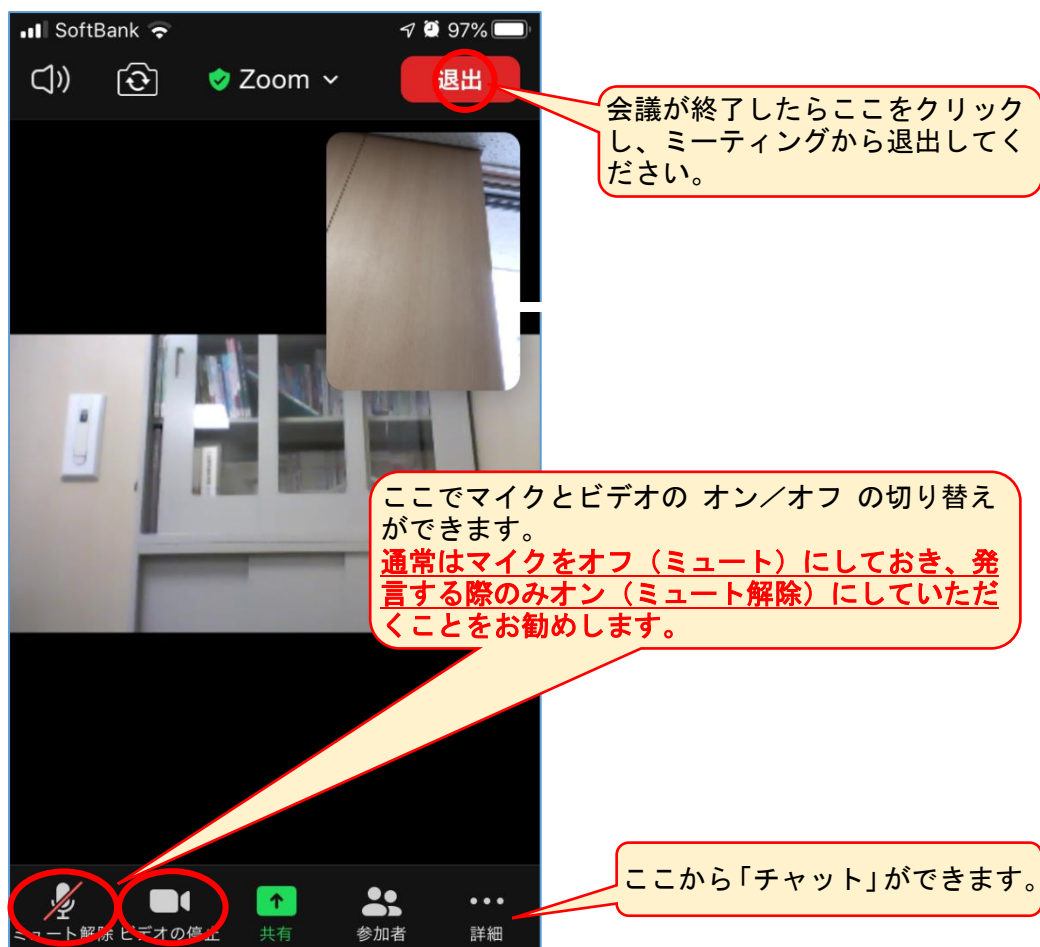 SoftBank 97%
Zoom 退出
会議が終了したらここをクリック
し、ミーティングから退出してく
ださい。
ここでマイクとビデオの オン／オフ の切り替え
ができます。
通常はマイクをオフ（ミュート）にしておき、発
言する際のみオン（ミュート解除）にしていただ
くことをお勧めします。
ここから「チャット」ができます。
ミュート解除 ビデオの停止 共有 参加者 詳細